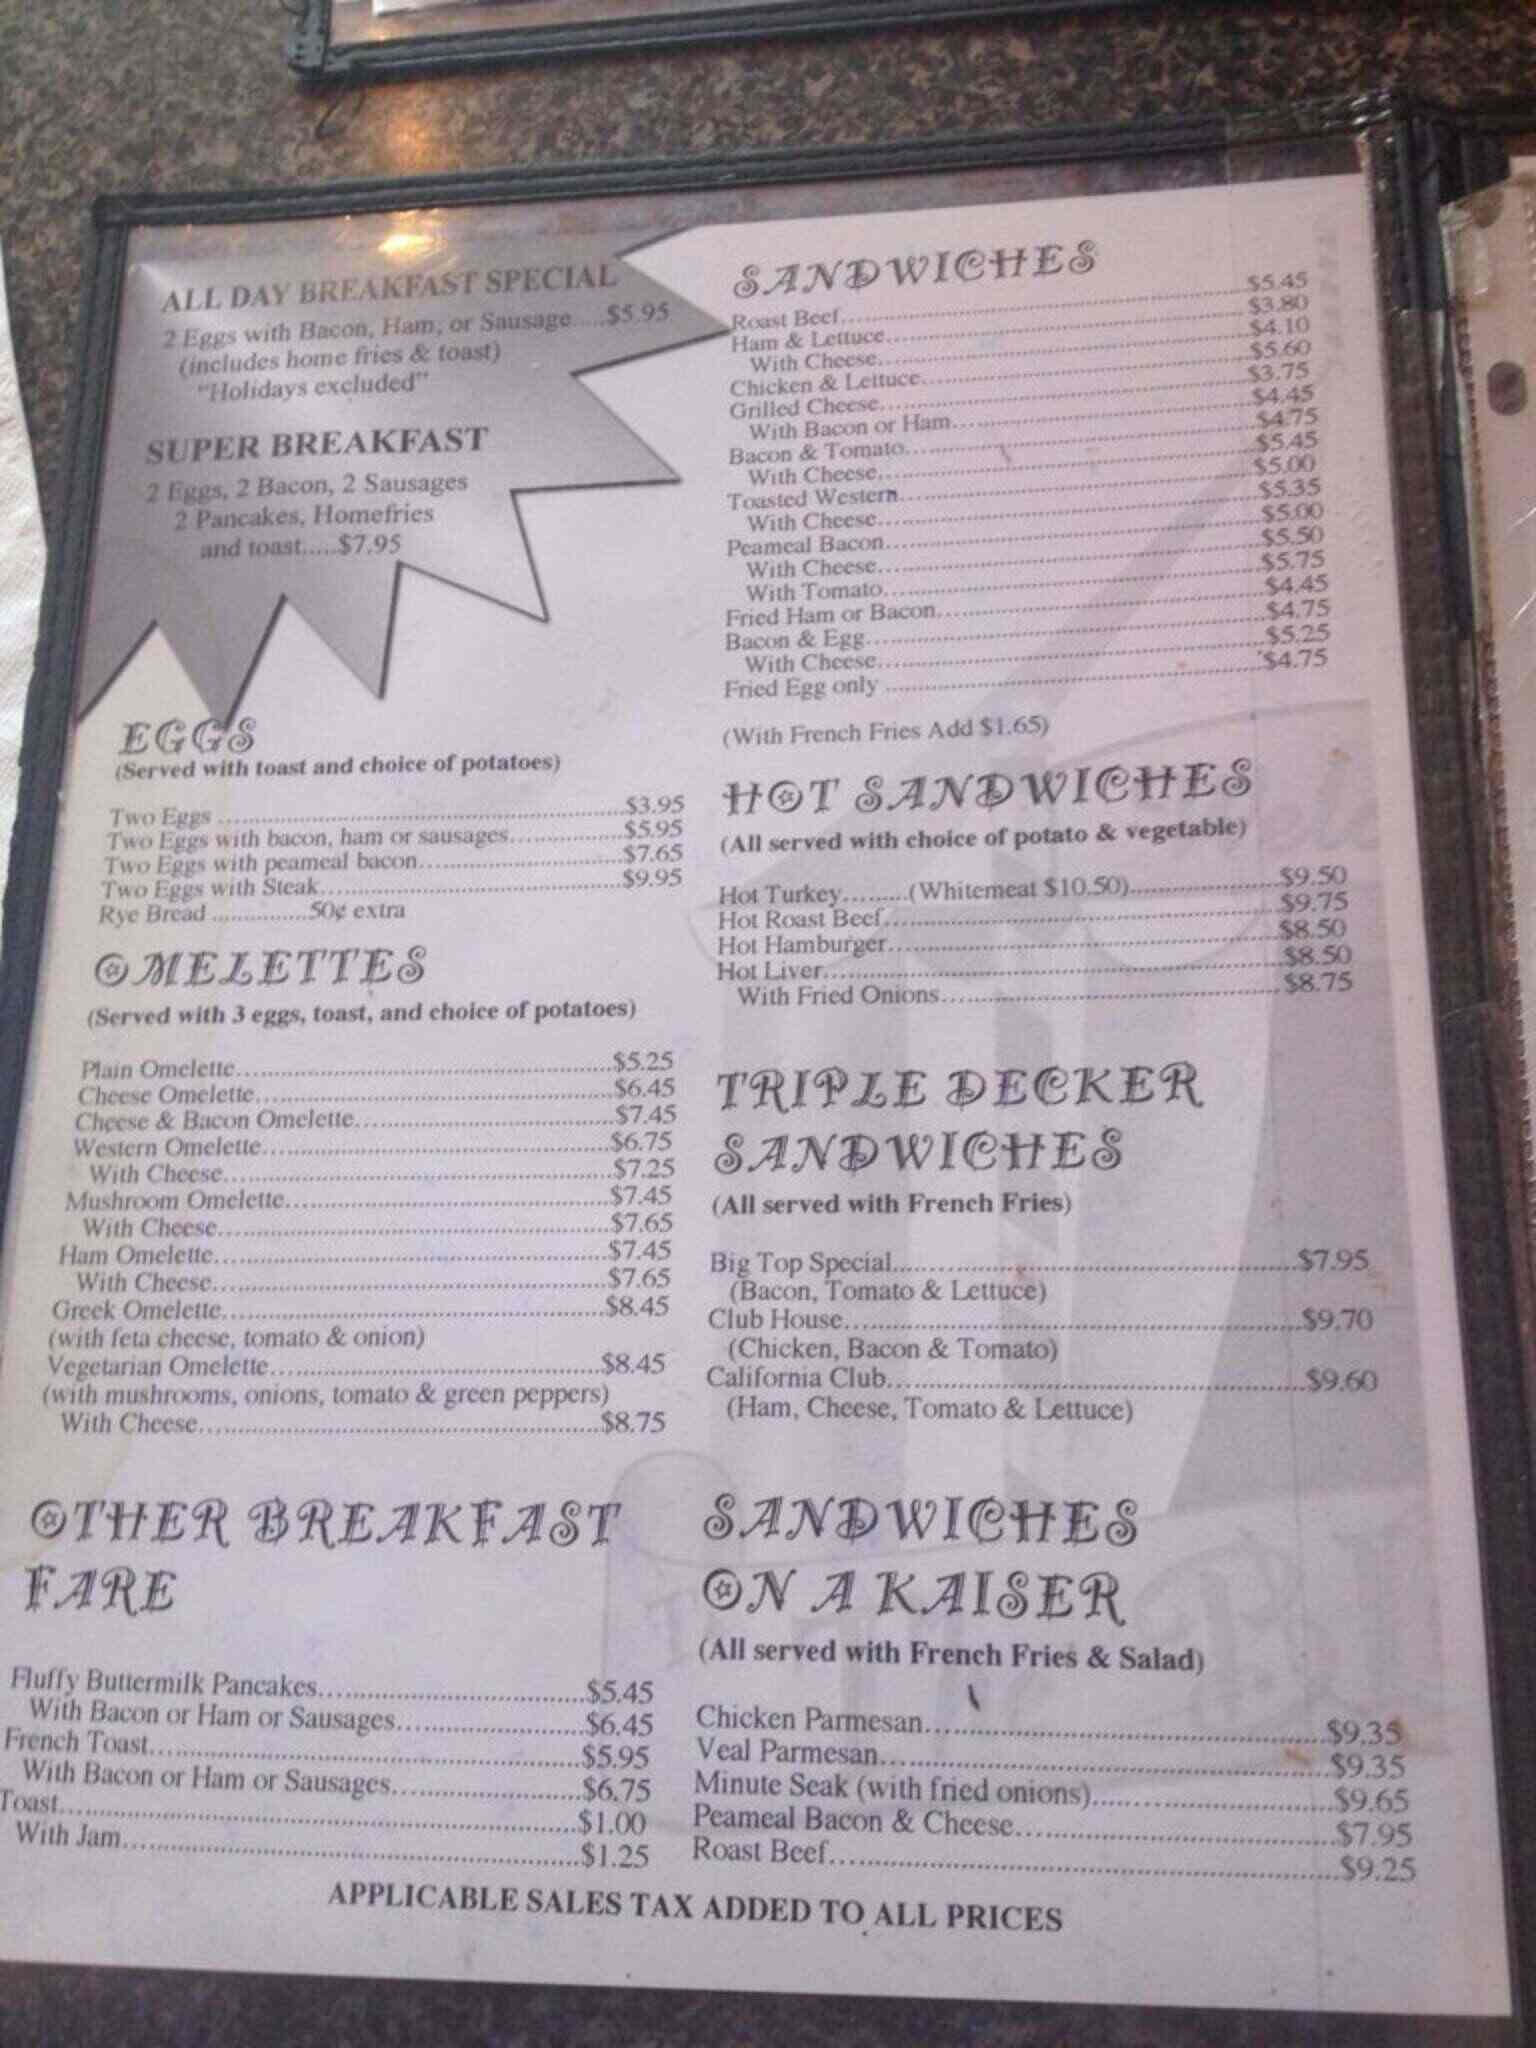 ALL DAY BREAKFAST SPECIAL
2 Eggs with Bacon, Ham, or Sausage.....$5.95
(includes home fries & toast)
"Holidays excluded"
SUPER BREAKFAST
2 Eggs, 2 Bacon, 2 Sausages
2 Pancakes, Homefries
and toast.....$7.95
EGGS
(Served with toast and choice of potatoes)
Two Eggs ..... $3.95
Two Eggs with bacon, ham or sausages..... $5.95
Two Eggs with peameal bacon..... $7.65
Two Eggs with Steak..... $9.95
Rye Bread .....50¢ extra
OMELETTES
(Served with 3 eggs, toast, and choice of potatoes)
Plain Omelette..... $5.25
Cheese Omelette..... $6.45
Cheese & Bacon Omelette..... $7.45
Western Omelette..... $6.75
With Cheese..... $7.25
Mushroom Omelette..... $7.45
With Cheese..... $7.65
Ham Omelette..... $7.45
With Cheese..... $7.65
Greek Omelette..... $8.45
(with feta cheese, tomato & onion)
Vegetarian Omelette..... $8.45
(with mushrooms, onions, tomato & green peppers)
With Cheese..... $8.75
OTHER BREAKFAST
FARE
Fluffy Buttermilk Pancakes..... $5.45
With Bacon or Ham or Sausages..... $6.45
French Toast..... $5.95
With Bacon or Ham or Sausages..... $6.75
Toast..... $1.00
With Jam..... $1.25
SANDWICHES
Roast Beef..... $5.45
Ham & Lettuce..... $3.80
With Cheese..... $4.10
Chicken & Lettuce..... $5.60
Grilled Cheese..... $3.75
With Bacon or Ham..... $4.45
Bacon & Tomato..... $4.75
With Cheese..... $5.45
Toasted Western..... $5.00
With Cheese..... $5.35
Peameal Bacon..... $5.00
With Cheese..... $5.50
With Tomato..... $5.75
Fried Ham or Bacon..... $4.45
Bacon & Egg..... $4.75
With Cheese..... $5.25
Fried Egg only ..... $4.75
(With French Fries Add $1.65)
HOT SANDWICHES
(All served with choice of potato & vegetable)
Hot Turkey.........(Whitemeat $10.50)..... $9.50
Hot Roast Beef..... $9.75
Hot Hamburger..... $8.50
Hot Liver..... $8.50
With Fried Onions..... $8.75
TRIPLE DECKER
SANDWICHES
(All served with French Fries)
Big Top Special..... $7.95
(Bacon, Tomato & Lettuce)
Club House..... $9.70
(Chicken, Bacon & Tomato)
California Club..... $9.60
(Ham, Cheese, Tomato & Lettuce)
SANDWICHES
ON A KAISER
(All served with French Fries & Salad)
Chicken Parmesan..... $9.35
Veal Parmesan..... $9.35
Minute Seak (with fried onions)..... $9.65
Peameal Bacon & Cheese..... $7.95
Roast Beef..... $9.25
APPLICABLE SALES TAX ADDED TO ALL PRICES